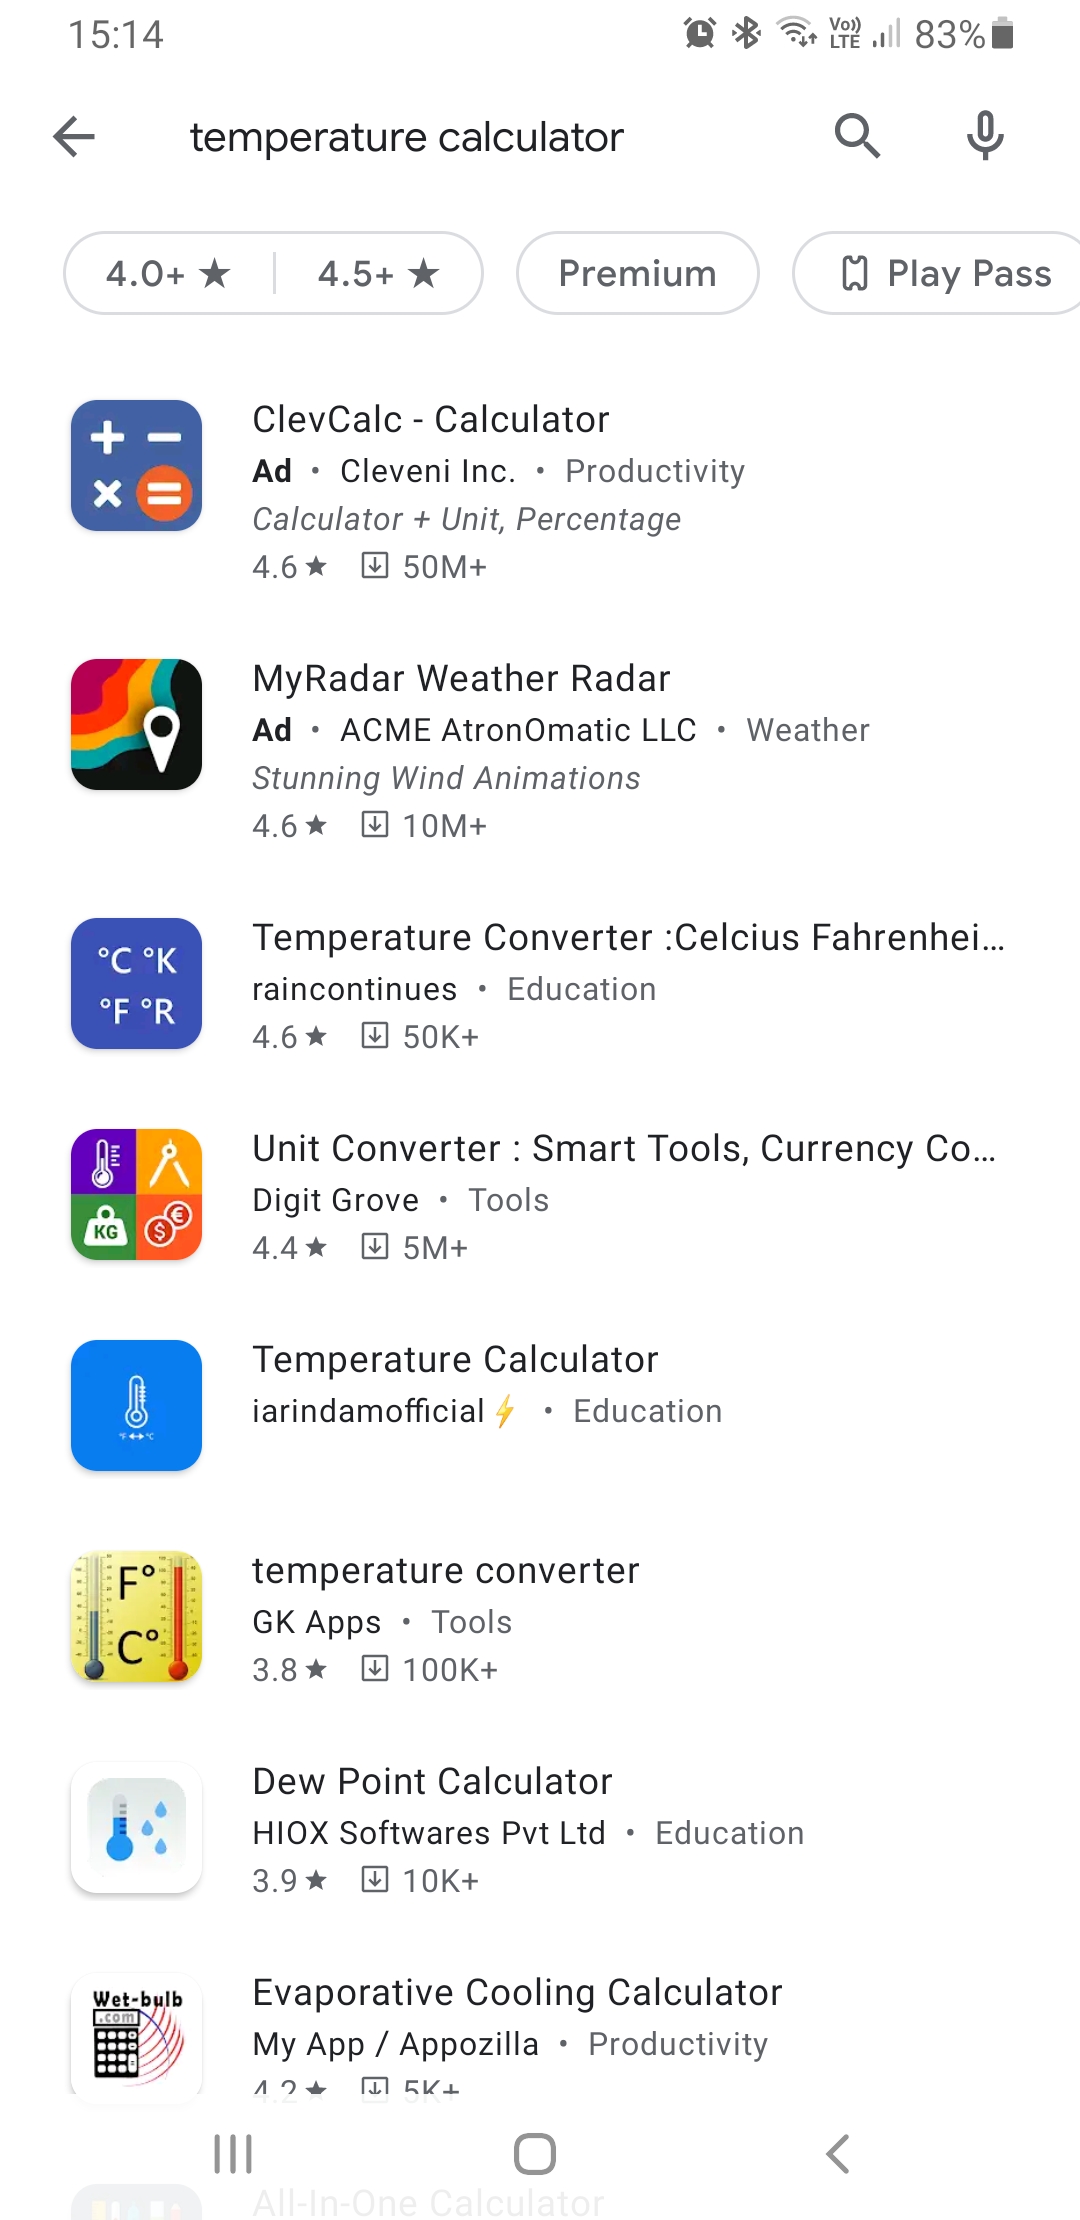 15:14 Vo)) LTE 83%
temperature calculator
4.0+ ★ 4.5+ ★ Premium Play Pass
ClevCalc - Calculator
Ad • Cleveni Inc. • Productivity
Calculator + Unit, Percentage
4.6 ★ 50M+
MyRadar Weather Radar
Ad • ACME AtronOmatic LLC • Weather
Stunning Wind Animations
4.6 ★ 10M+
°C °K
°F °R
Temperature Converter :Celcius Fahrenhei...
raincontinues • Education
4.6 ★ 50K+
KG $ €
Unit Converter : Smart Tools, Currency Co...
Digit Grove • Tools
4.4 ★ 5M+
°F °C
Temperature Calculator
iarindamofficial⚡ • Education
F°
C°
temperature converter
GK Apps • Tools
3.8 ★ 100K+
Dew Point Calculator
HIOX Softwares Pvt Ltd • Education
3.9 ★ 10K+
Wet-bulb
.com
Evaporative Cooling Calculator
My App / Appozilla • Productivity
4.2 ★ 5K+
All-In-One Calculator